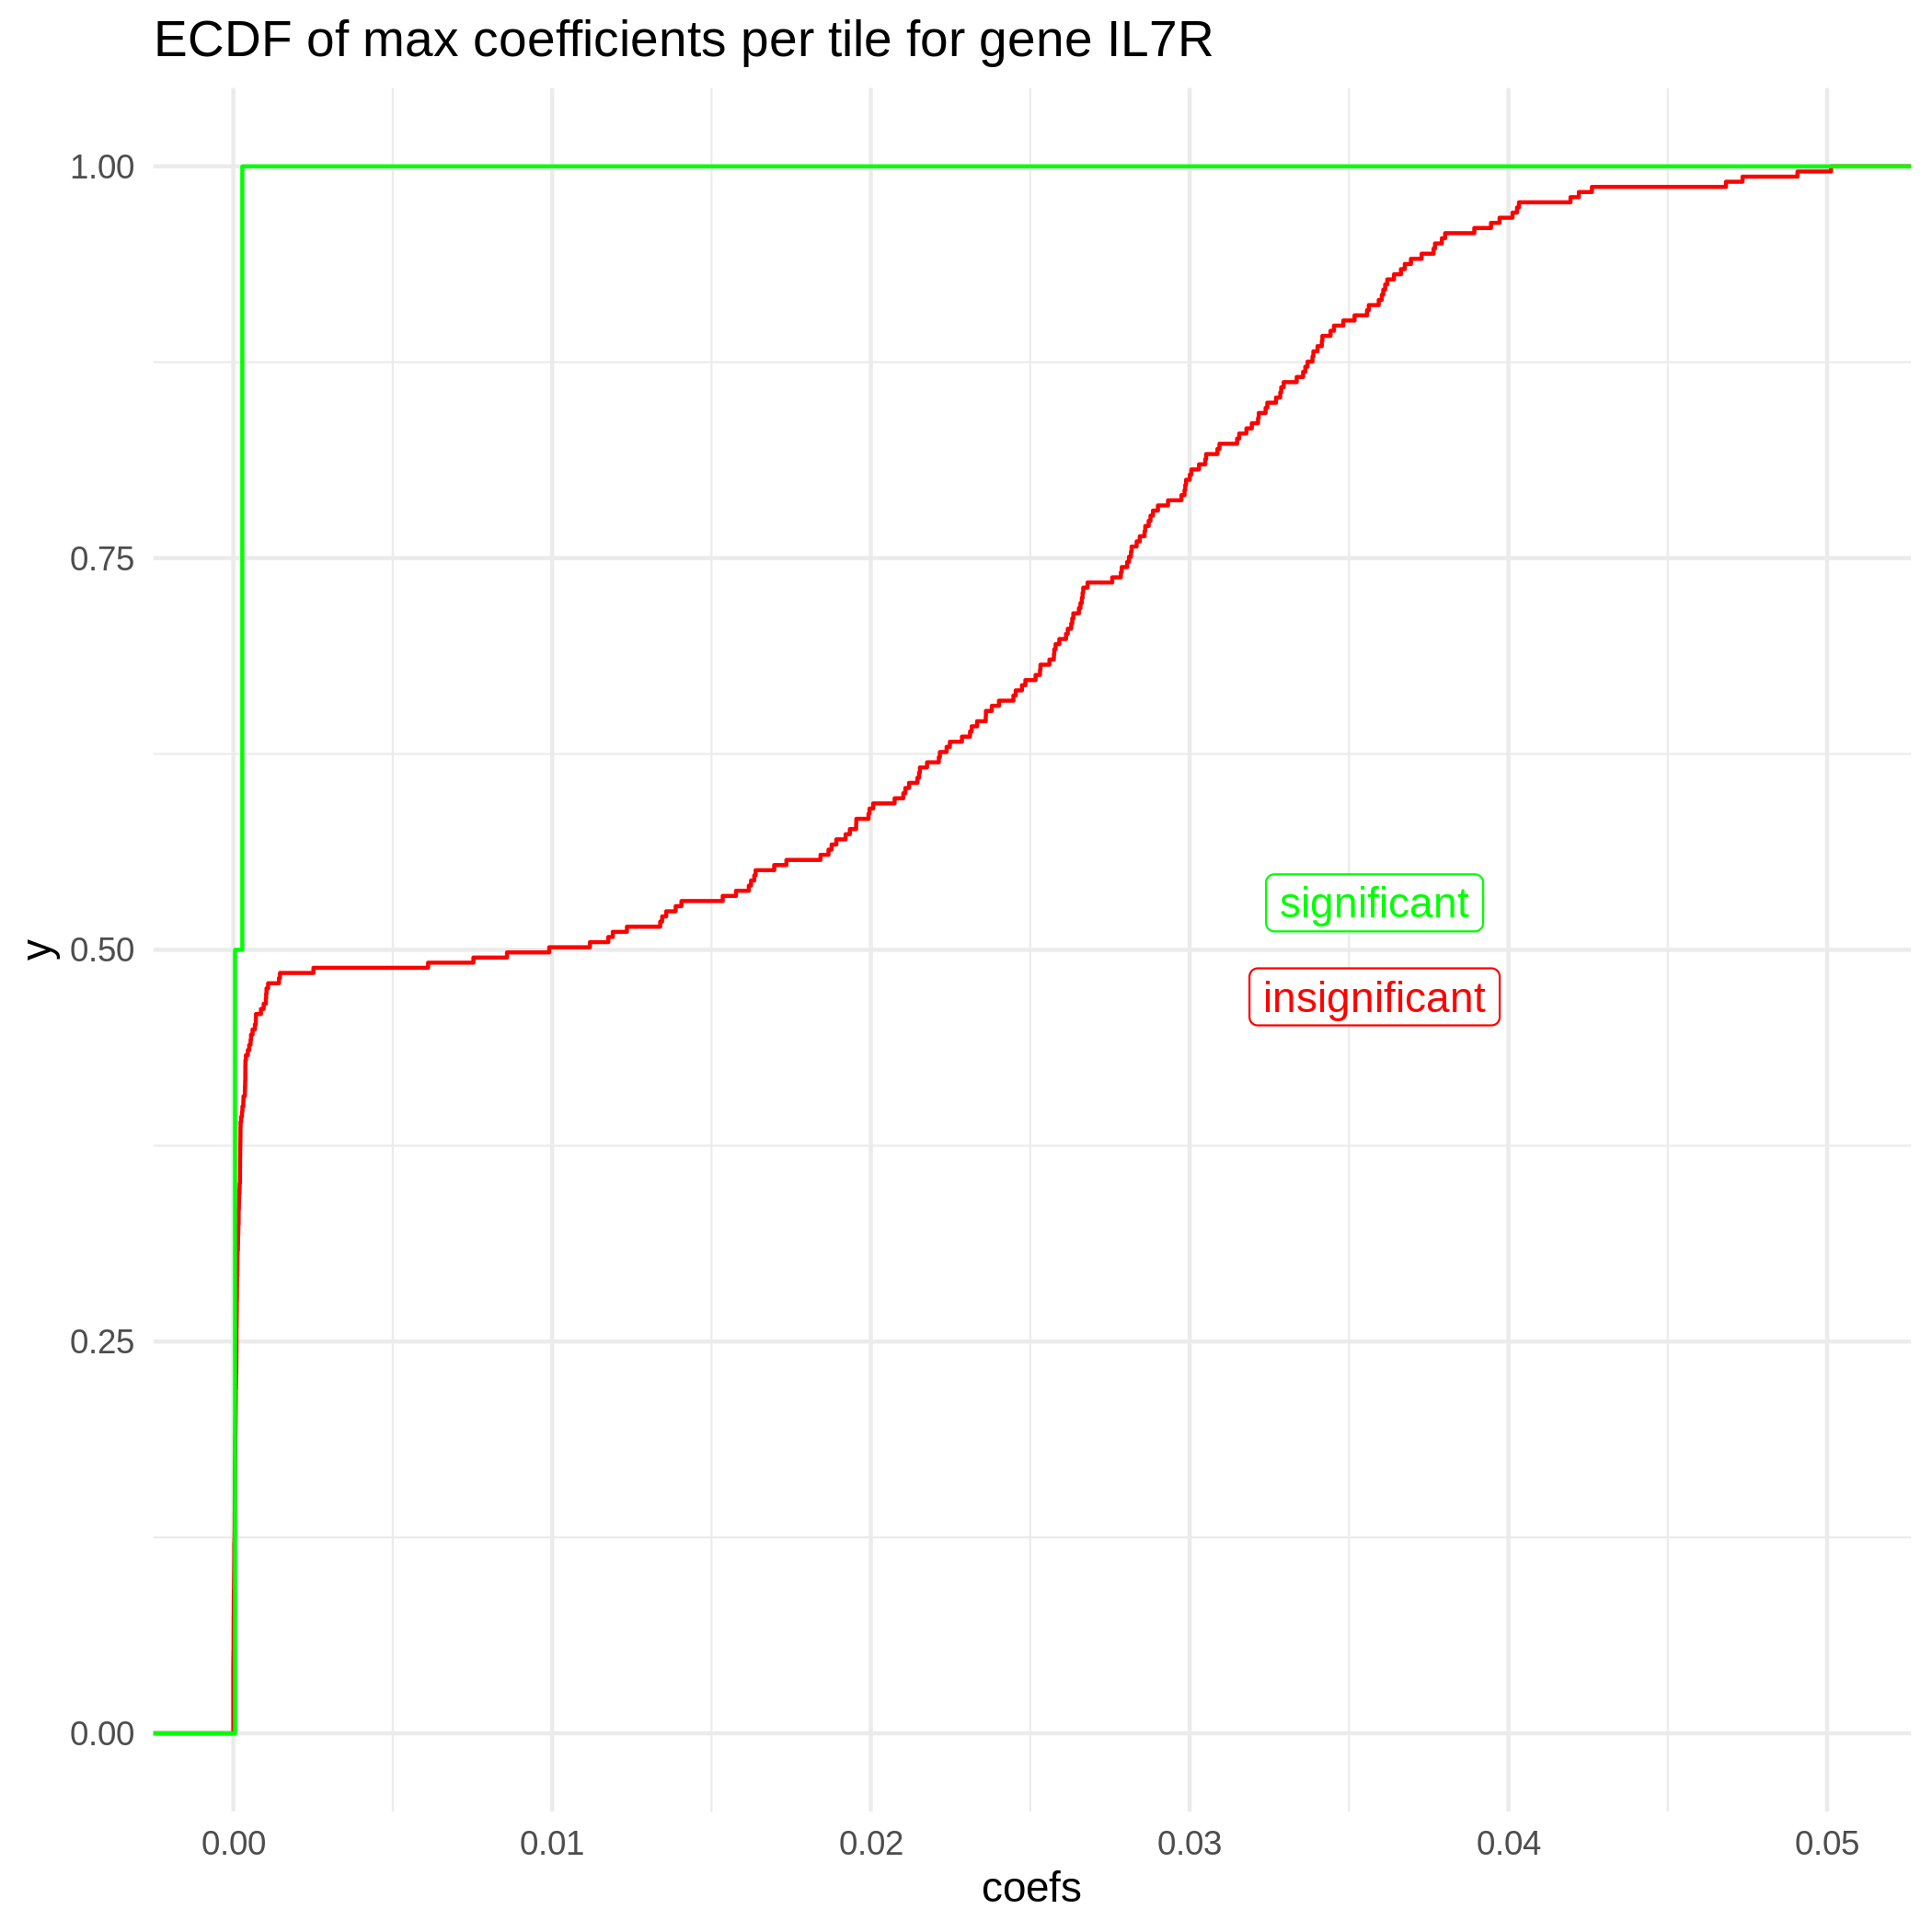 ECDF of max coefficients per tile for gene IL7R
1.00
0.75
0.50
0.25
0.00
y
significant
insignificant
0.00 0.01 0.02 0.03 0.04 0.05
coefs